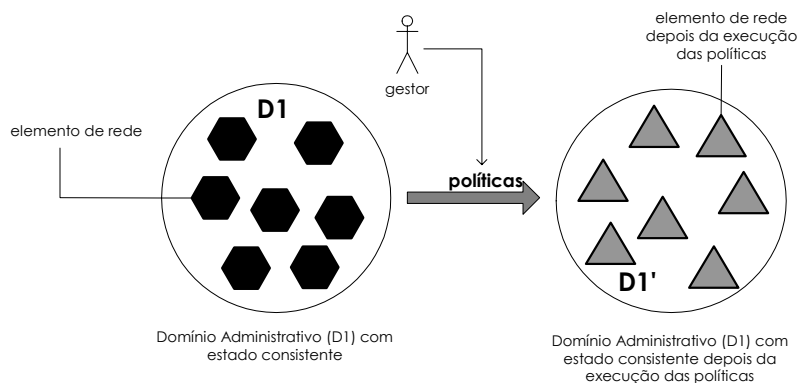 elemento de rede
D1
gestor
políticas
elemento de rede
depois da execução
das políticas
D1'
Domínio Administrativo (D1) com
estado consistente
Domínio Administrativo (D1) com
estado consistente depois da
execução das políticas